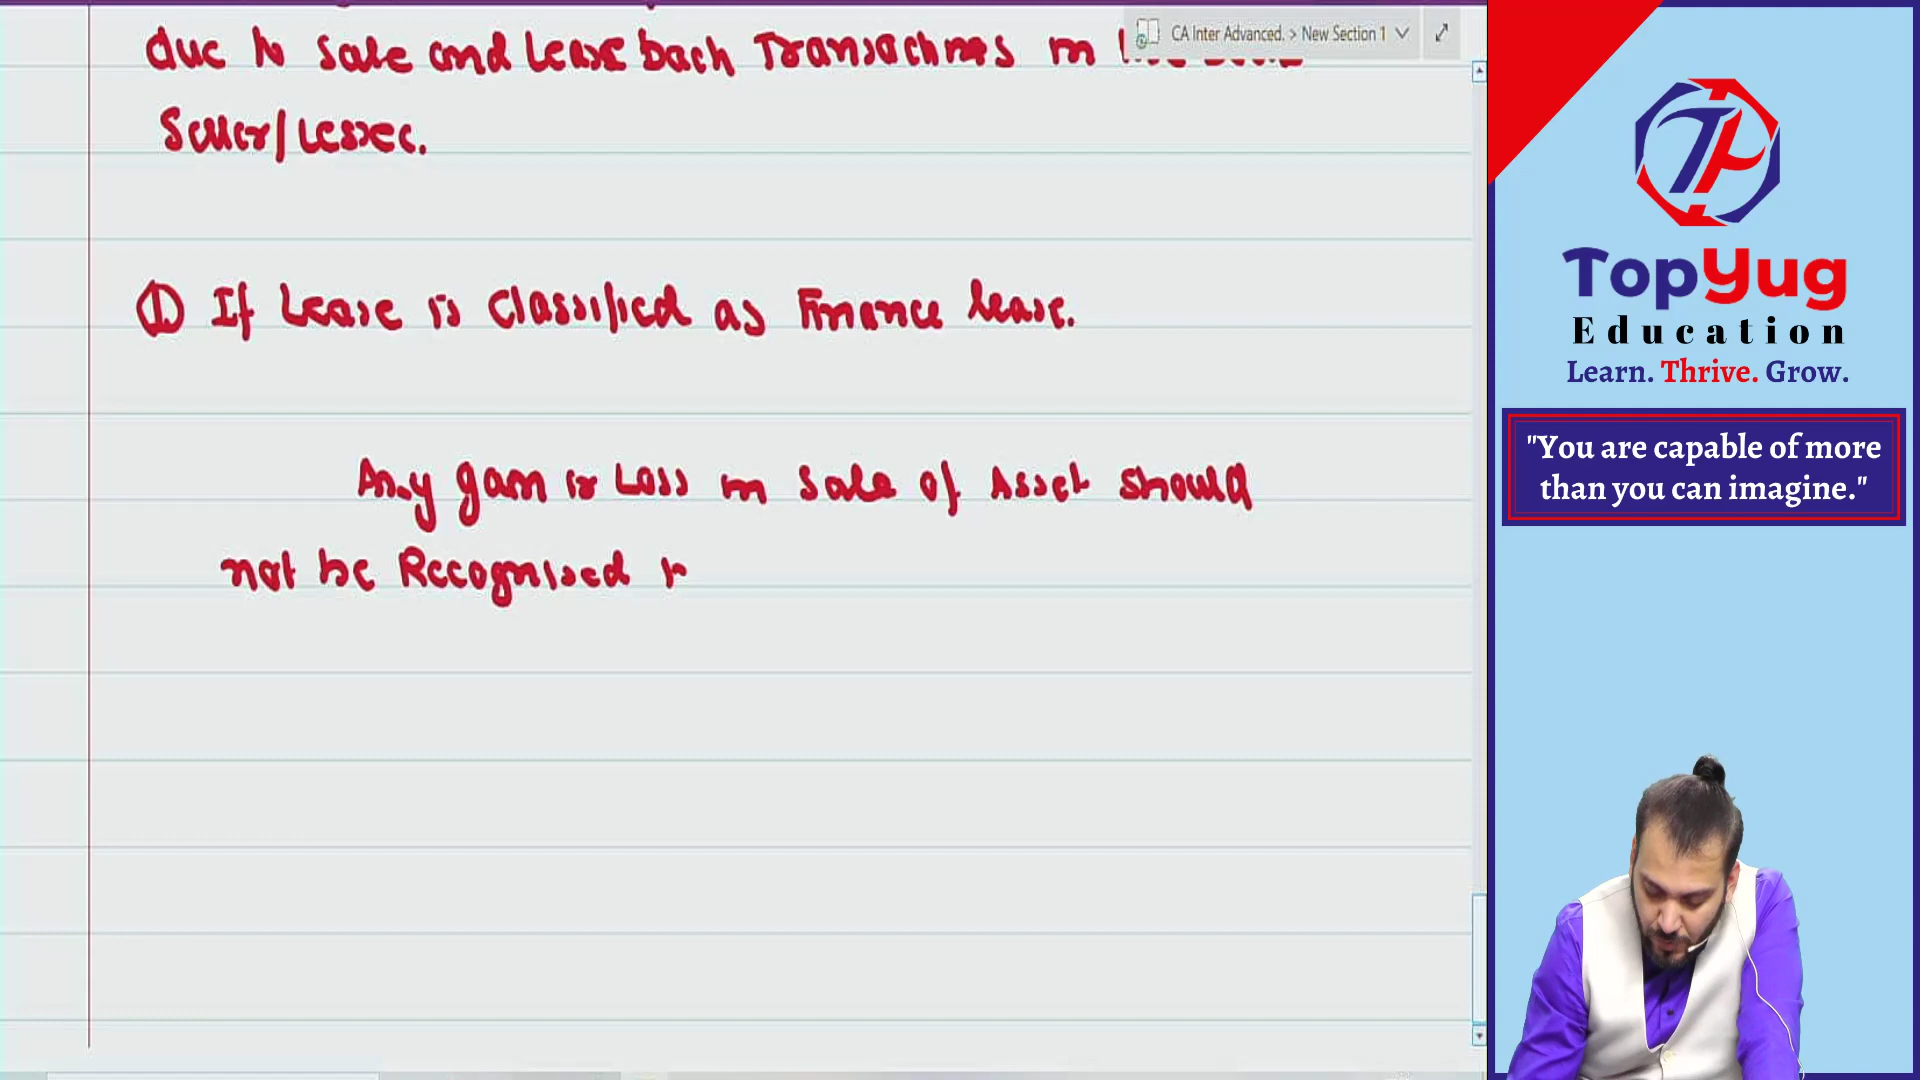 due to Sale and Lease back Transactions in
CA Inter Advanced. > New Section 1
Seller/Lessee.
① If Lease is classified as Finance lease.
Any gain or Loss on Sale of Asset should
not be Recognised
TopYug
Education
Learn. Thrive. Grow.
"You are capable of more
than you can imagine."